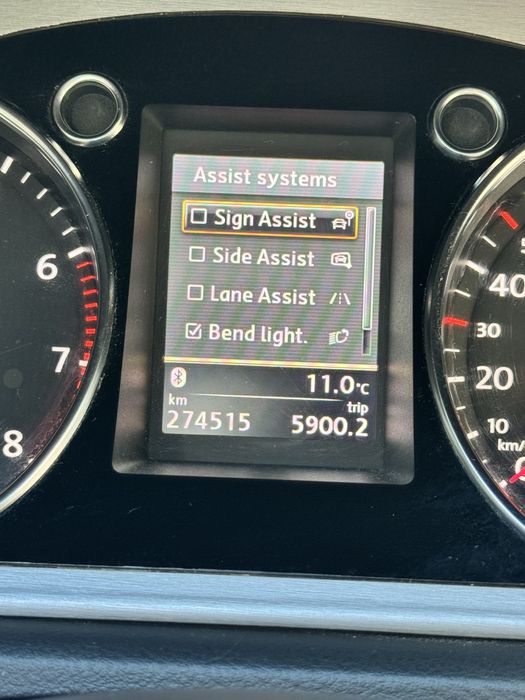 Assist systems
Sign Assist
Side Assist
Lane Assist
Bend light.
11.0°C
km
trip
274515
5900.2
6
7
8
40
30
20
10
km/